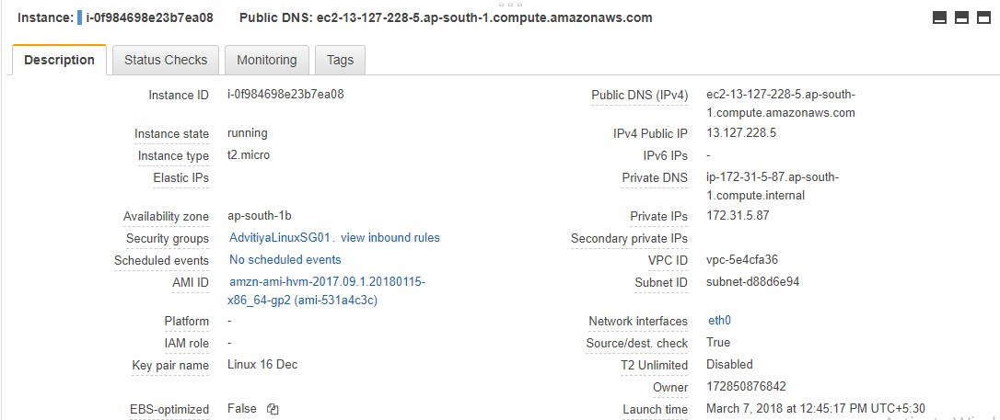 Instance: i-0f984698e23b7ea08 Public DNS: ec2-13-127-228-5.ap-south-1.compute.amazonaws.com
Description Status Checks Monitoring Tags
Instance ID i-0f984698e23b7ea08 Public DNS (IPv4) ec2-13-127-228-5.ap-south-
1.compute.amazonaws.com
Instance state running IPv4 Public IP 13.127.228.5
Instance type t2.micro IPv6 IPs -
Elastic IPs Private DNS ip-172-31-5-87.ap-south-
1.compute.internal
Availability zone ap-south-1b Private IPs 172.31.5.87
Security groups AdvitiyaLinuxSG01 . view inbound rules Secondary private IPs
Scheduled events No scheduled events VPC ID vpc-5e4cfa36
AMI ID amzn-ami-hvm-2017.09.1.20180115- Subnet ID subnet-d88d6e94
x86_64-gp2 (ami-531a4c3c)
Platform - Network interfaces eth0
IAM role - Source/dest. check True
Key pair name Linux 16 Dec T2 Unlimited Disabled
Owner 172850876842
EBS-optimized False Launch time March 7, 2018 at 12:45:17 PM UTC+5:30